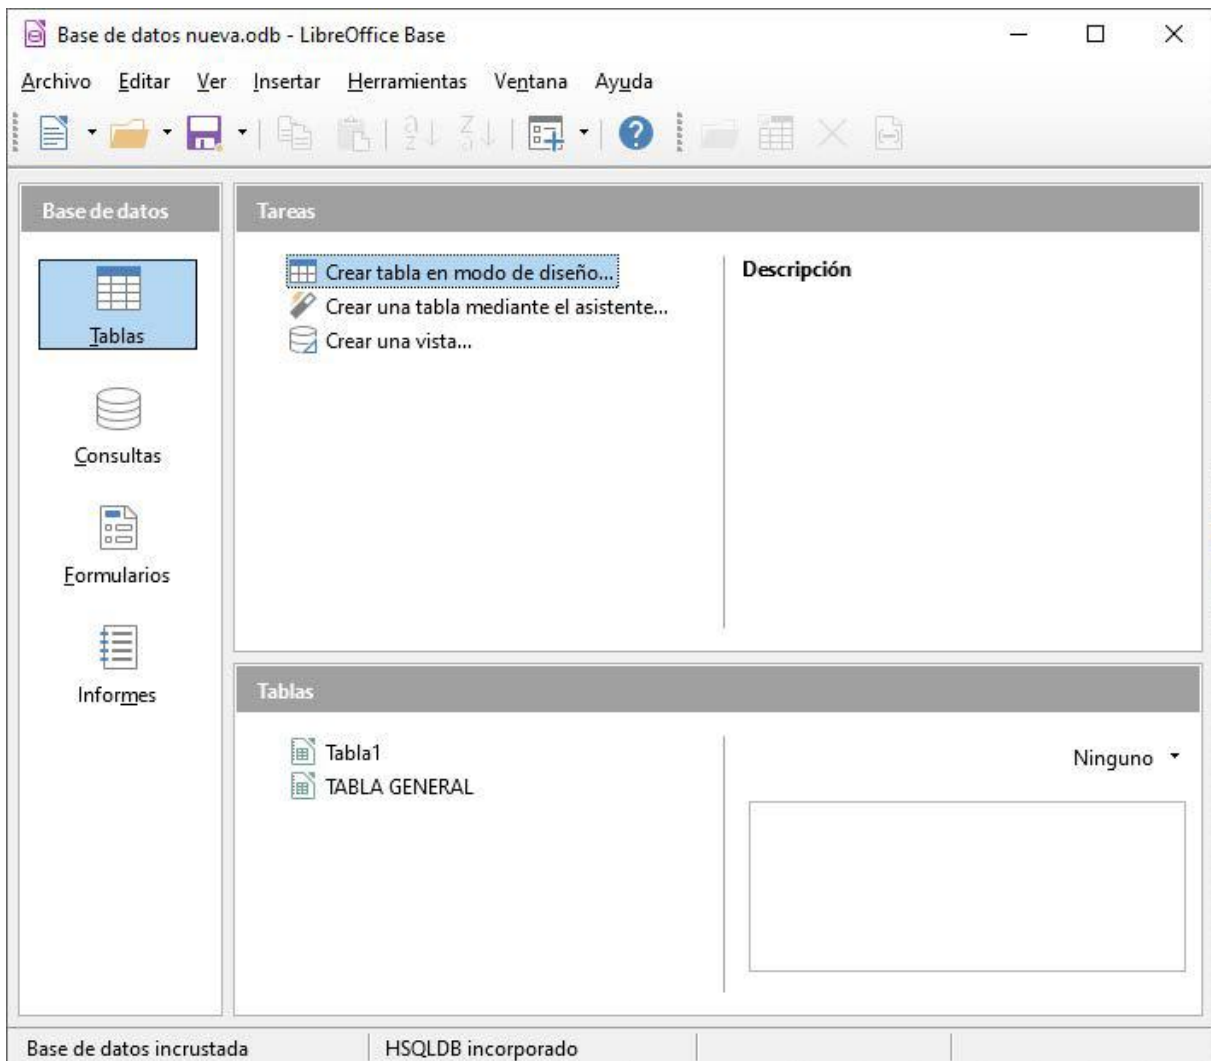 Base de datos nueva.odb - LibreOffice Base
Archivo Editar Ver Insertar Herramientas Ventana Ayuda
Base de datos
Tablas
Consultas
Formularios
Informes
Tareas
Crear tabla en modo de diseño...
Crear una tabla mediante el asistente...
Crear una vista...
Descripción
Tablas
Tabla1
TABLA GENERAL
Ninguno
Base de datos incrustada
HSQLDB incorporado